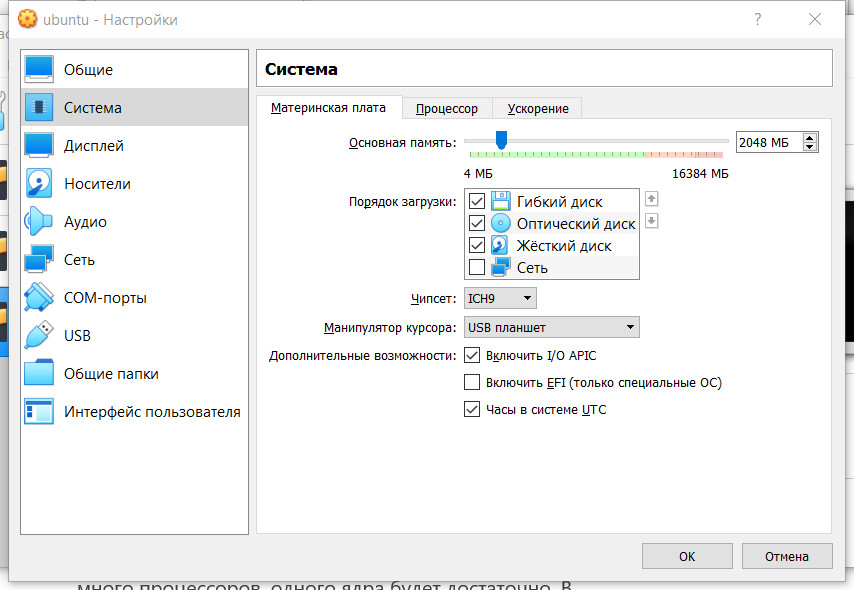 ubuntu - Настройки
Общие
Система
Дисплей
Носители
Аудио
Сеть
COM-порты
USB
Общие папки
Интерфейс пользователя
Система
Материнская плата Процессор Ускорение
Основная память: 2048 МБ
4 МБ 16384 МБ
Порядок загрузки: Гибкий диск
Оптический диск
Жёсткий диск
Сеть
Чипсет: ICH9
Манипулятор курсора: USB планшет
Дополнительные возможности: Включить I/O APIC
Включить EFI (только специальные ОС)
Часы в системе UTC
OK Отмена
много процессоров, одного ядра будет достаточно. В